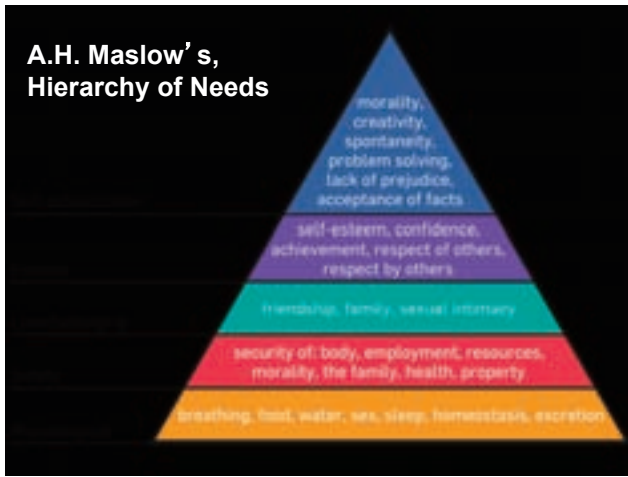 A.H. Maslow's,
Hierarchy of Needs
morality,
creativity,
spontaneity,
problem solving,
lack of prejudice,
acceptance of facts
self-esteem, confidence,
achievement, respect of others,
respect by others
friendship, family, sexual intimacy
security of: body, employment, resources,
morality, the family, health, property
breathing, food, water, sex, sleep, homeostasis, excretion